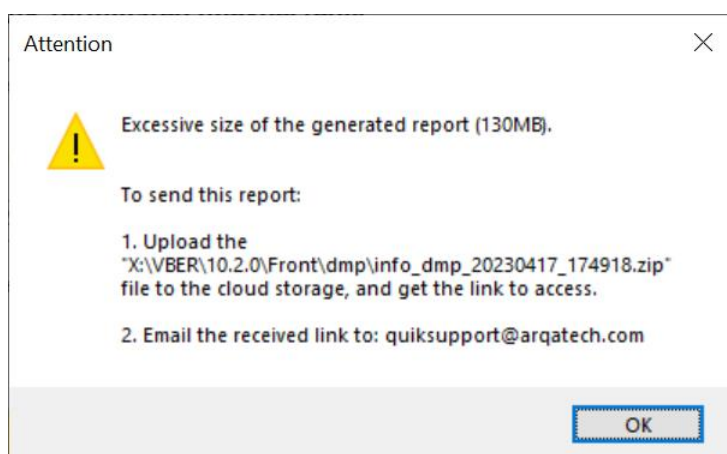 Attention
Excessive size of the generated report (130MB).
To send this report:
1. Upload the
"X:\VBER\10.2.0\Front\dmp\info_dmp_20230417_174918.zip"
file to the cloud storage, and get the link to access.
2. Email the received link to: quiksupport@arqatech.com
OK